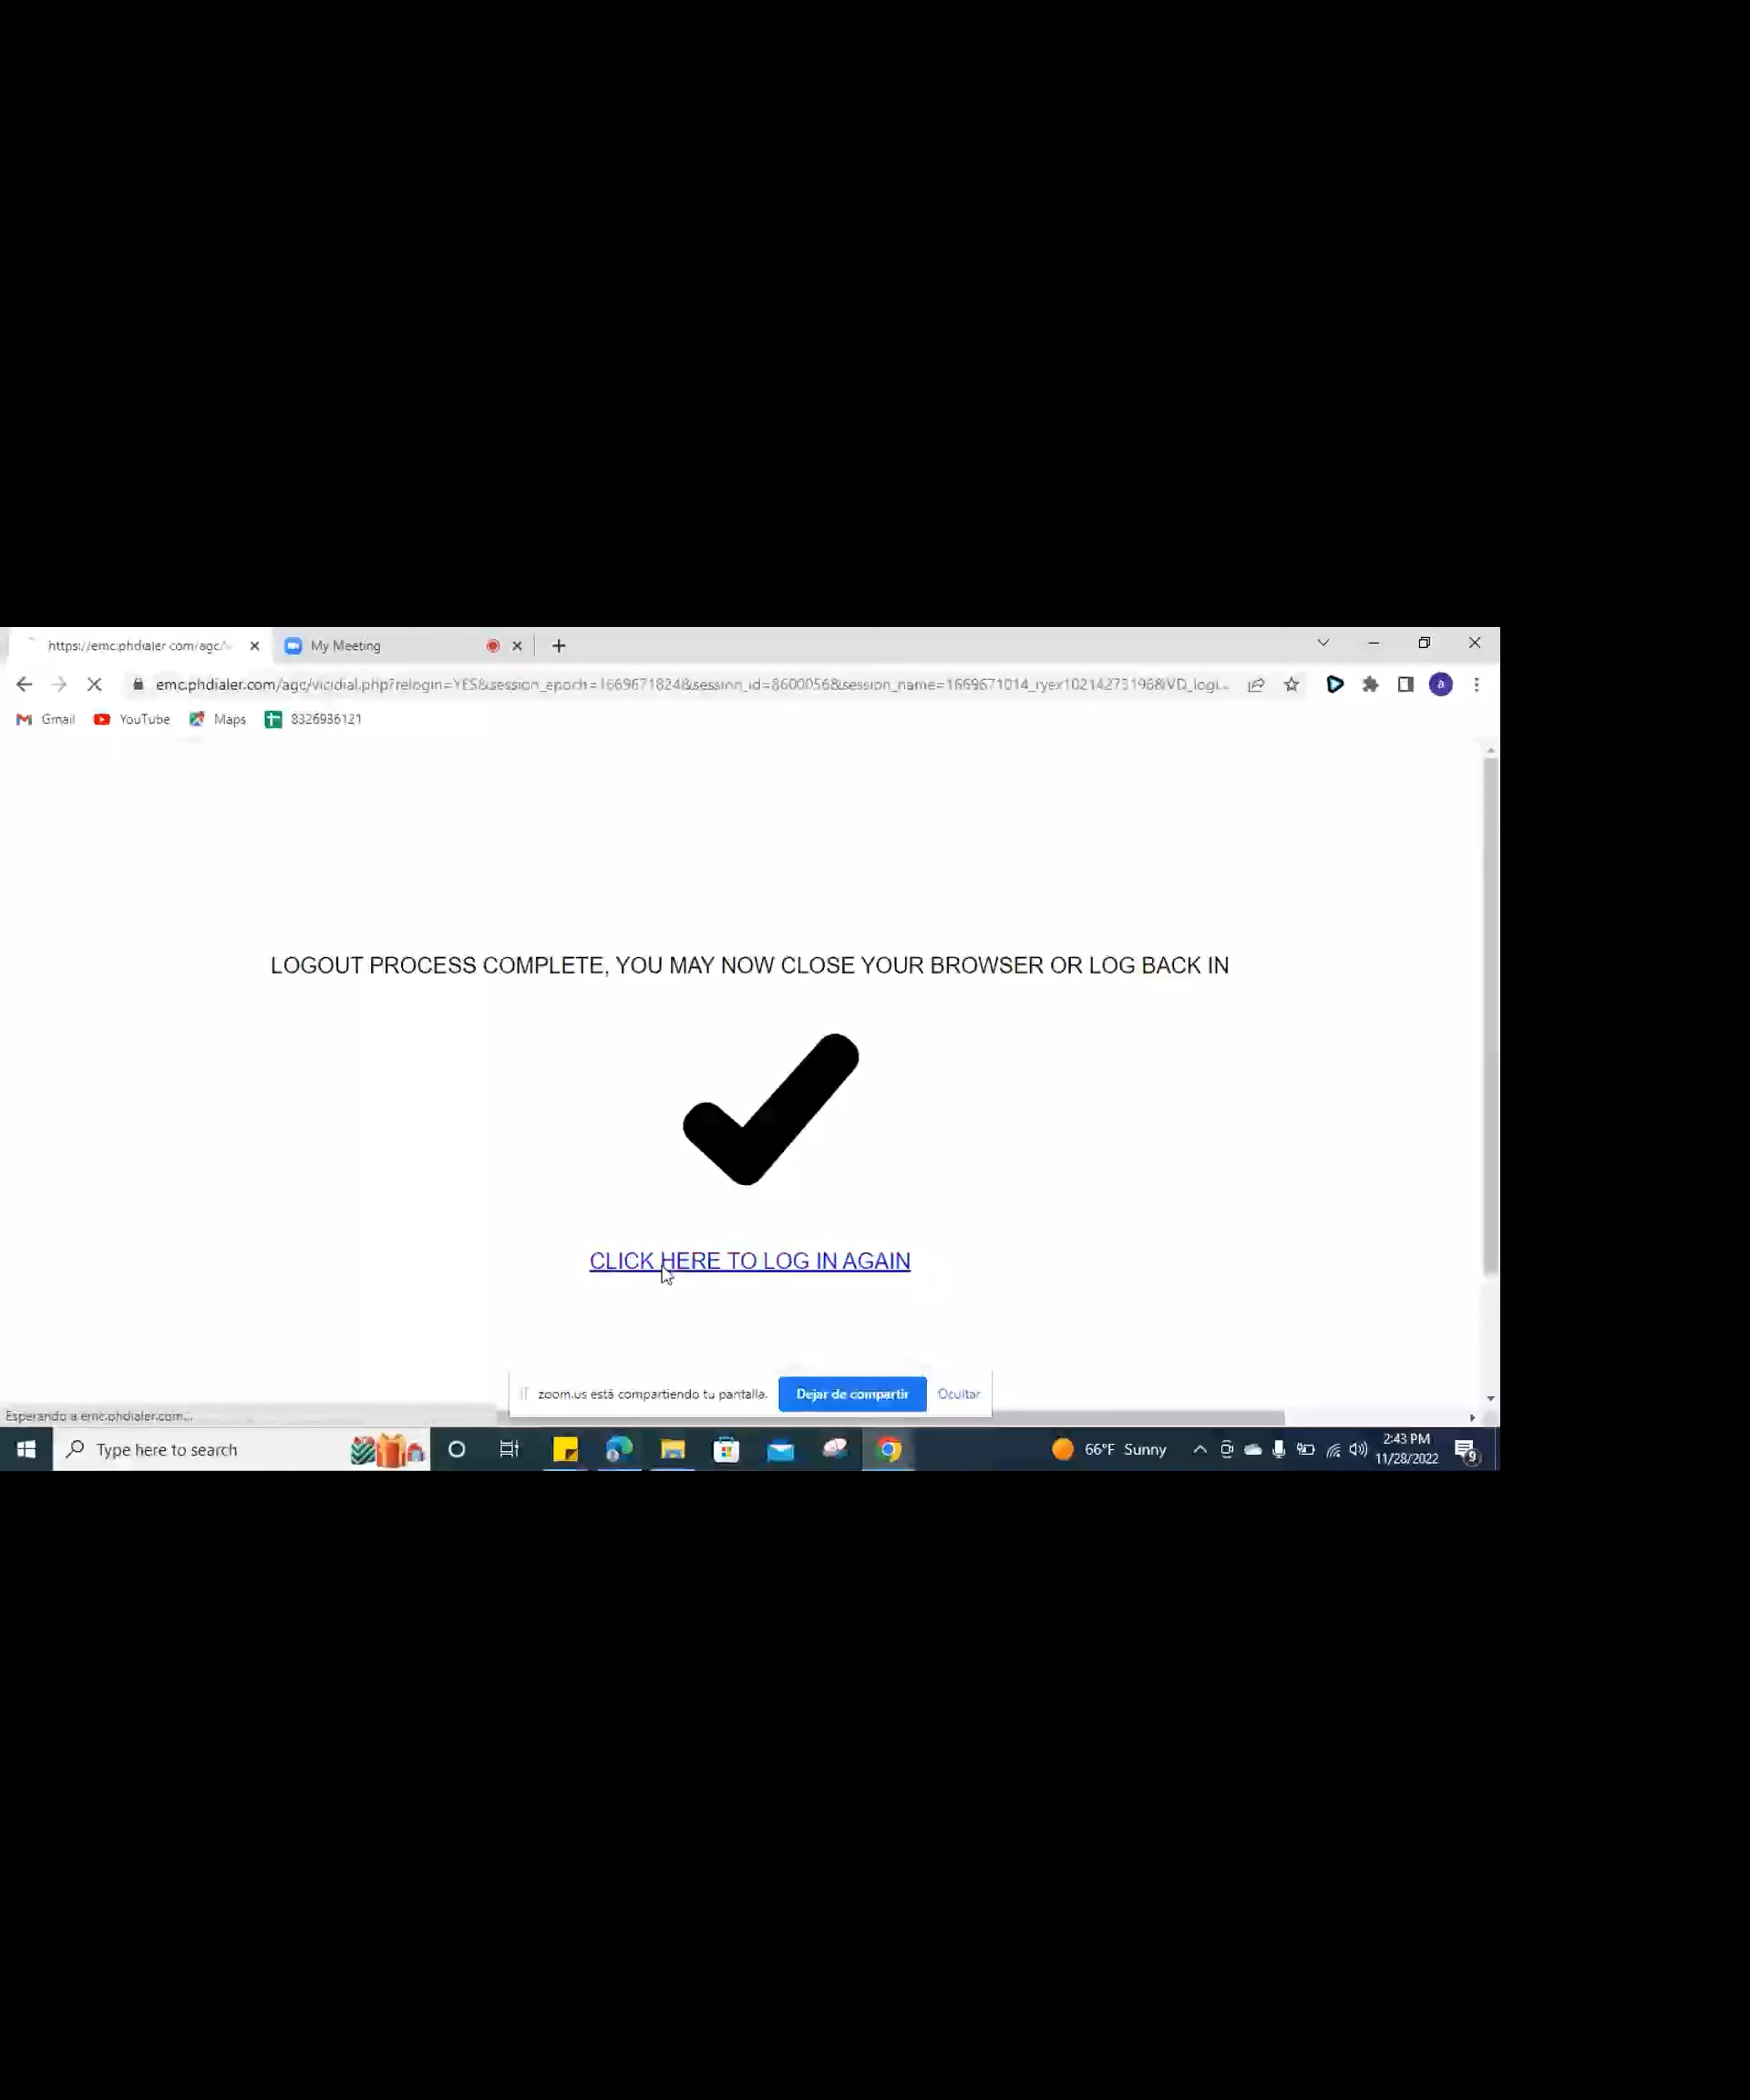 https://emc.phdialer.com/agc/
My Meeting
emc.phdialer.com/agc/vicidial.php?relogin=YES&session_epoch=1669671824&session_id=8600056&session_name=1669671014_ryex10214273196&VD_logi...
Gmail
YouTube
Maps
8326936121
LOGOUT PROCESS COMPLETE, YOU MAY NOW CLOSE YOUR BROWSER OR LOG BACK IN
CLICK HERE TO LOG IN AGAIN
zoom.us está compartiendo tu pantalla.
Dejar de compartir
Ocultar
Esperando a emc.phdialer.com...
Type here to search
66°F Sunny
2:43 PM
11/28/2022
9
a